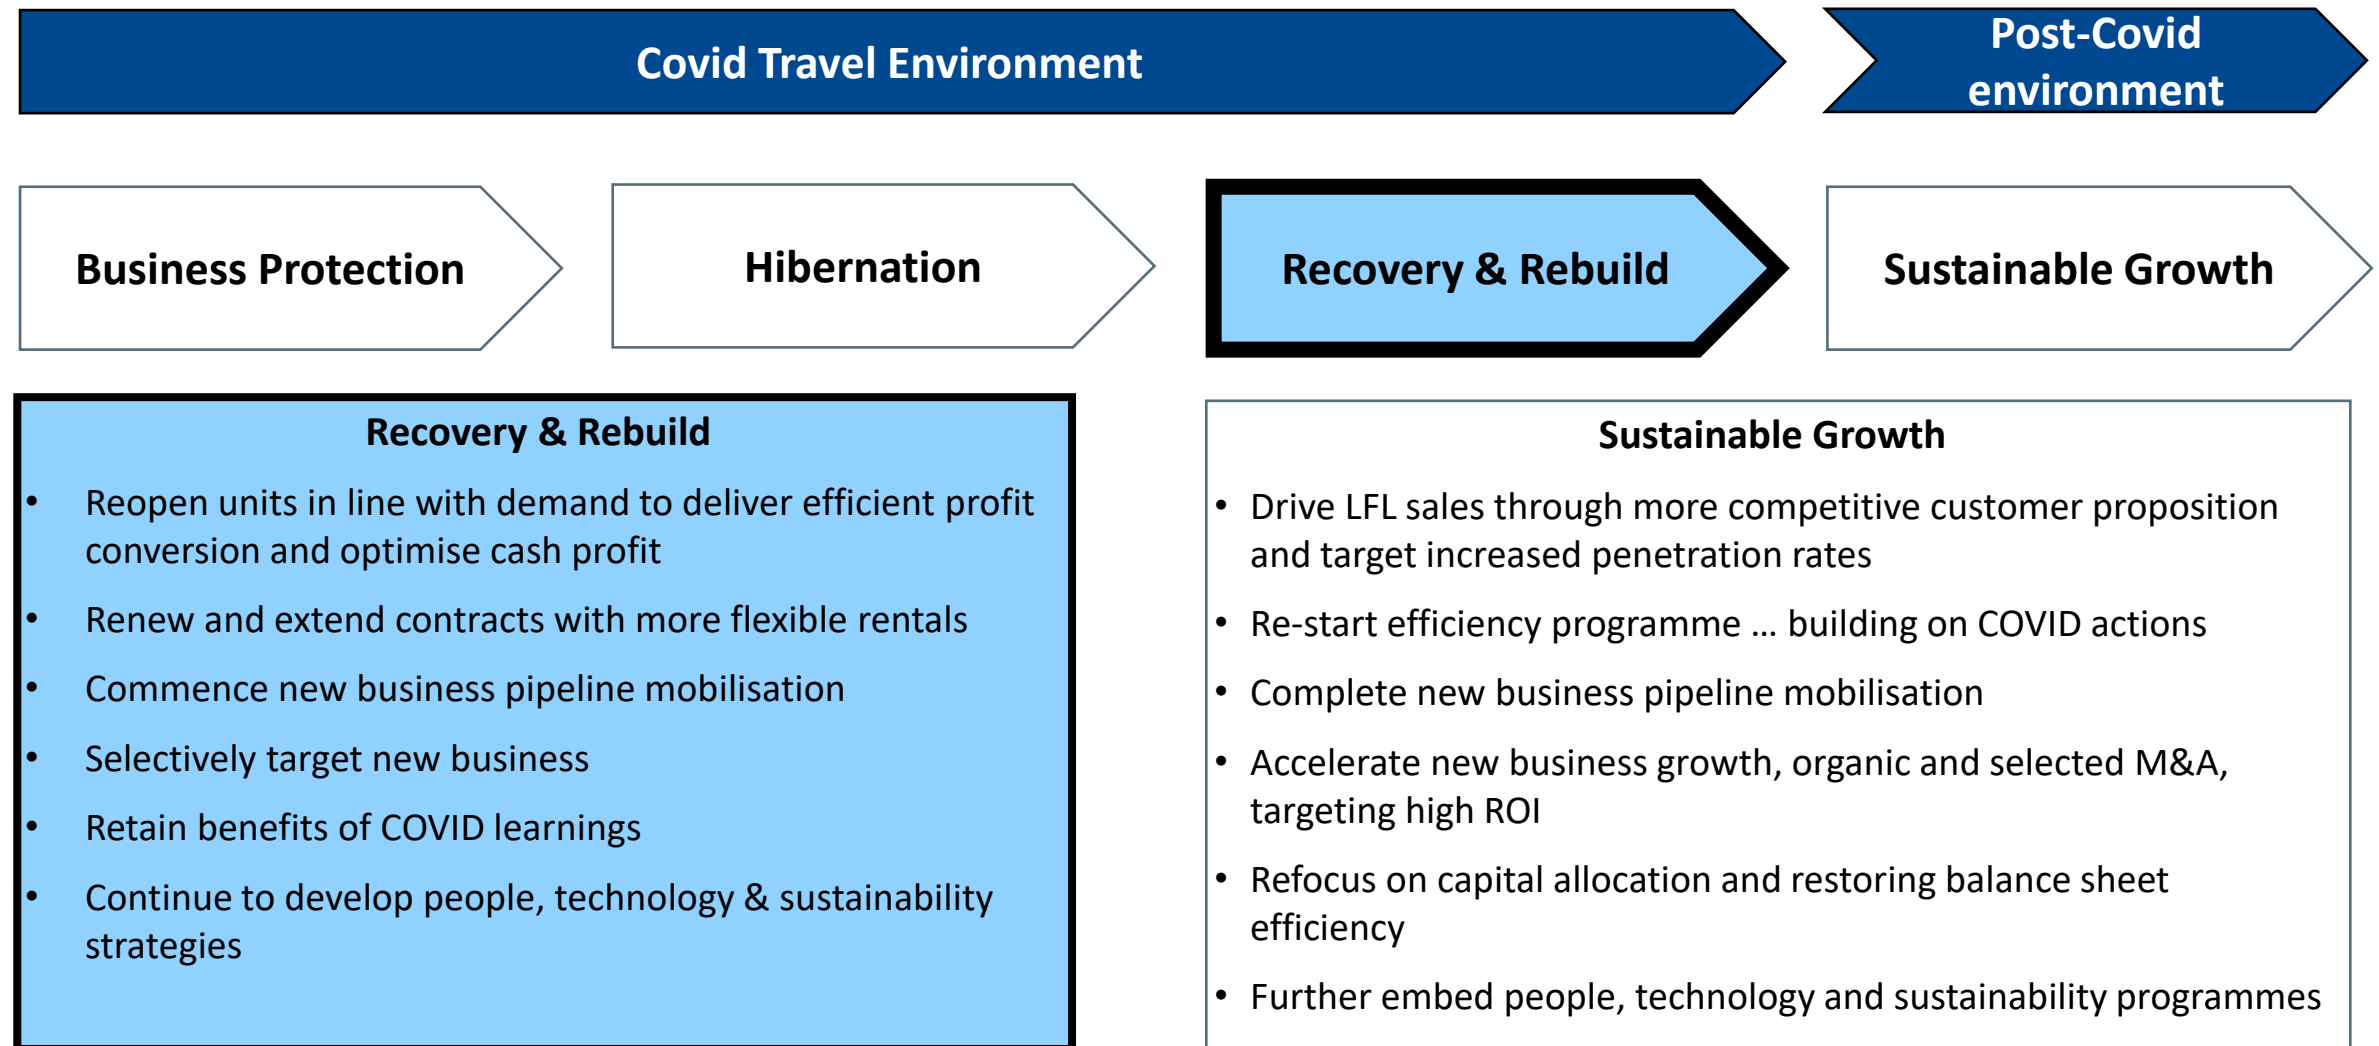 Covid Travel Environment
Post-Covid
environment
Business Protection
Hibernation
Recovery & Rebuild
Sustainable Growth
Recovery & Rebuild
• Reopen units in line with demand to deliver efficient profit
conversion and optimise cash profit
• Renew and extend contracts with more flexible rentals
• Commence new business pipeline mobilisation
• Selectively target new business
• Retain benefits of COVID learnings
• Continue to develop people, technology & sustainability
strategies
Sustainable Growth
• Drive LFL sales through more competitive customer proposition
and target increased penetration rates
• Re-start efficiency programme … building on COVID actions
• Complete new business pipeline mobilisation
• Accelerate new business growth, organic and selected M&A,
targeting high ROI
• Refocus on capital allocation and restoring balance sheet
efficiency
• Further embed people, technology and sustainability programmes